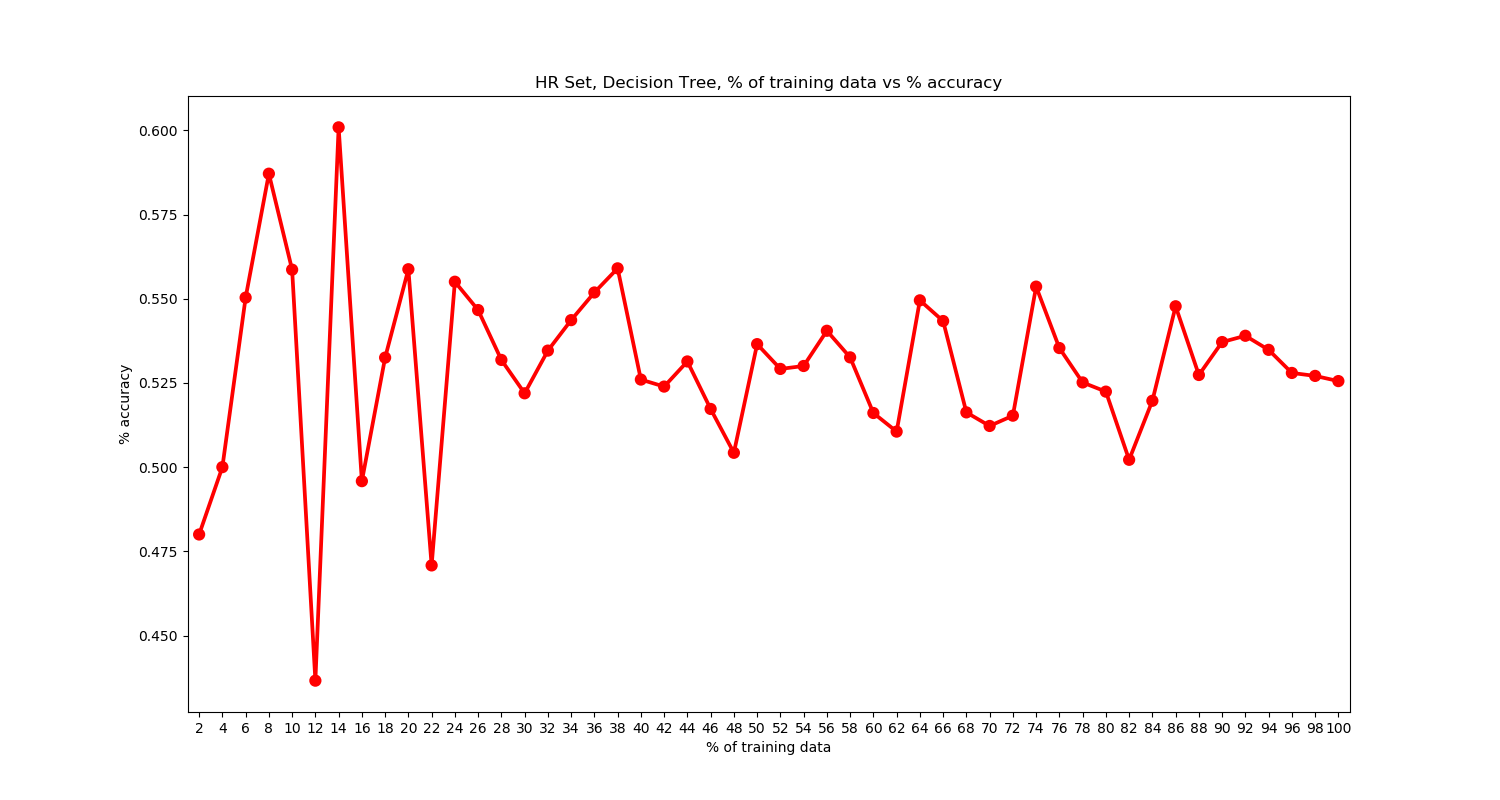 HR Set, Decision Tree, % of training data vs % accuracy
0.600
0.575
0.550
0.525
0.500
0.475
0.450
% accuracy
2 4 6 8 10 12 14 16 18 20 22 24 26 28 30 32 34 36 38 40 42 44 46 48 50 52 54 56 58 60 62 64 66 68 70 72 74 76 78 80 82 84 86 88 90 92 94 96 98 100
% of training data